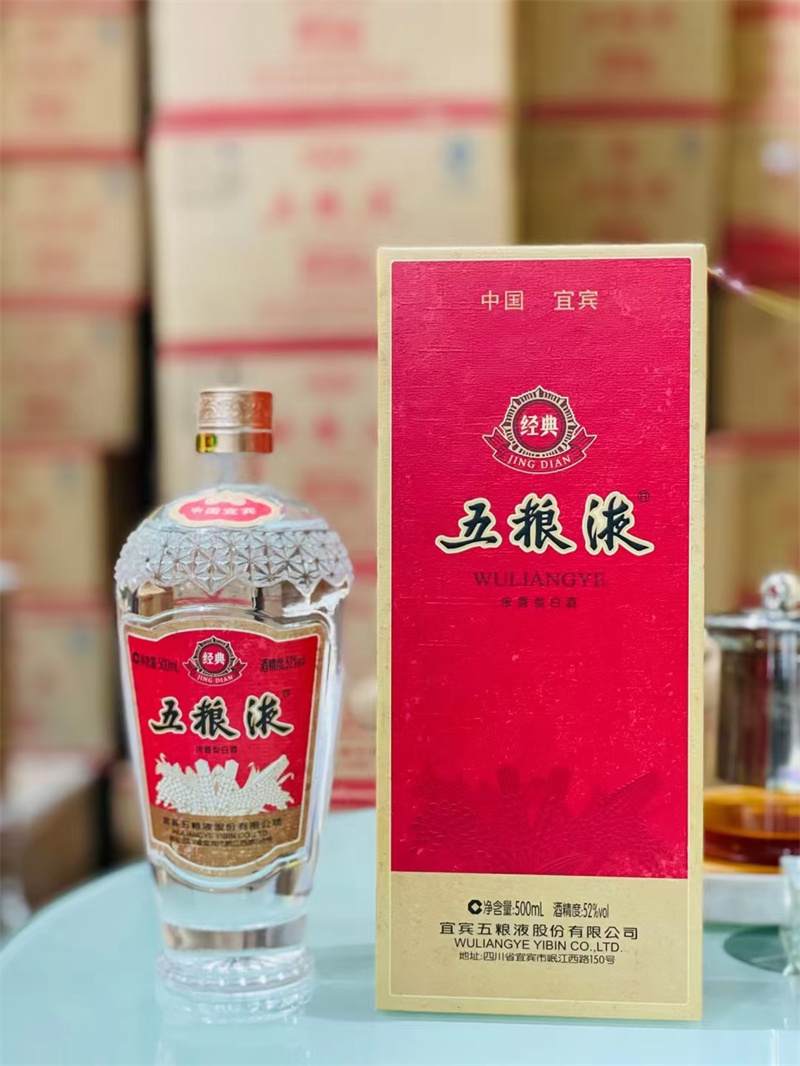 中国宜宾
净含量:500mL
经典
JING DIAN
酒精度:52%vol
五粮液
浓香型白酒
宜宾五粮液股份有限公司
WULIANGYE YIBIN CO.,LTD.
中国 宜宾
经典
JING DIAN
五粮液
WULIANGYE
浓香型白酒
净含量:500mL 酒精度:52%vol
宜宾五粮液股份有限公司
WULIANGYE YIBIN CO.,LTD.
地址:四川省宜宾市岷江西路150号